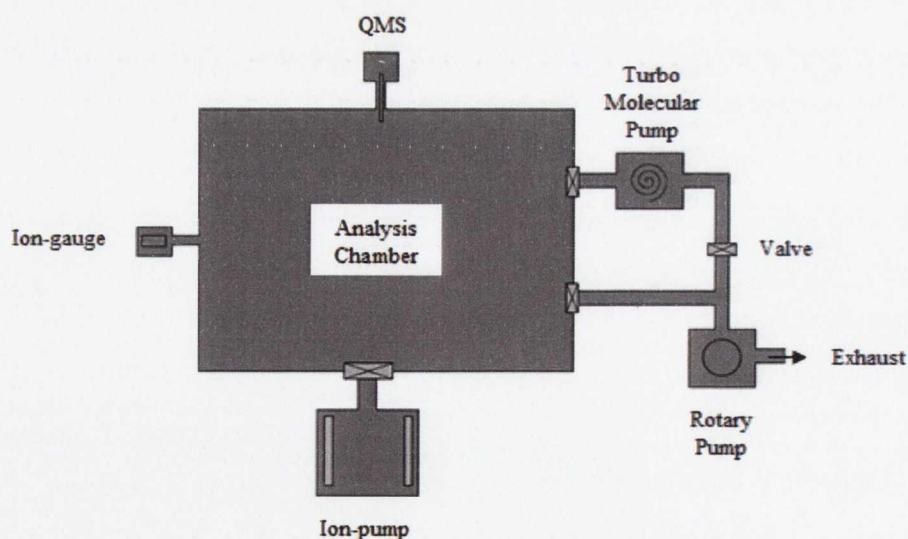 QMS
Turbo
Molecular
Pump
Ion-gauge
Analysis
Chamber
Valve
Exhaust
Rotary
Pump
Ion-pump